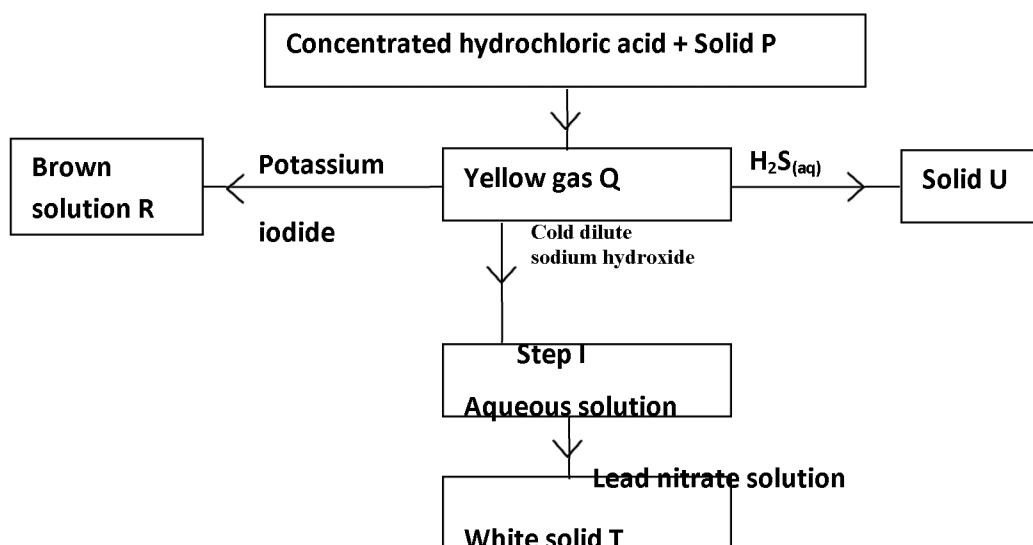 Concentrated hydrochloric acid + Solid P
Brown
solution R
Potassium
iodide
Yellow gas Q
H₂S(aq)
Solid U
Cold dilute
sodium hydroxide
Step I
Aqueous solution
Lead nitrate solution
White solid T